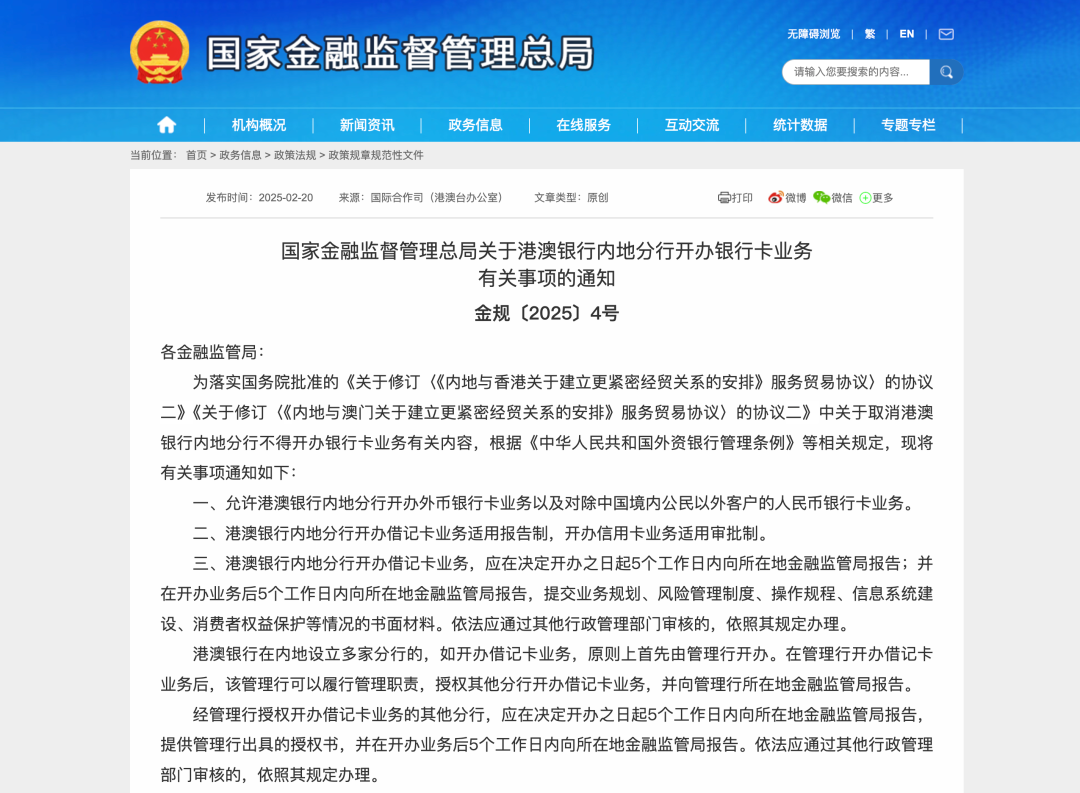 国家金融监督管理总局
无障碍浏览 | 繁 | EN |
请输入您要搜索的内容...
机构概况 | 新闻资讯 | 政务信息 | 在线服务 | 互动交流 | 统计数据 | 专题专栏 |
当前位置： 首页 > 政务信息 > 政策法规 > 政策规章规范性文件
发布时间：2025-02-20 来源：国际合作司（港澳台办公室） 文章类型：原创 打印 微博 微信 更多
国家金融监督管理总局关于港澳银行内地分行开办银行卡业务
有关事项的通知
金规〔2025〕4号
各金融监管局：
为落实国务院批准的《关于修订〈《内地与香港关于建立更紧密经贸关系的安排》服务贸易协议〉的协议
二》《关于修订〈《内地与澳门关于建立更紧密经贸关系的安排》服务贸易协议〉的协议二》中关于取消港澳
银行内地分行不得开办银行卡业务有关内容，根据《中华人民共和国外资银行管理条例》等相关规定，现将
有关事项通知如下：
一、允许港澳银行内地分行开办外币银行卡业务以及对除中国境内公民以外客户的人民币银行卡业务。
二、港澳银行内地分行开办借记卡业务适用报告制，开办信用卡业务适用审批制。
三、港澳银行内地分行开办借记卡业务，应在决定开办之日起5个工作日内向所在地金融监管局报告；并
在开办业务后5个工作日内向所在地金融监管局报告，提交业务规划、风险管理制度、操作规程、信息系统建
设、消费者权益保护等情况的书面材料。依法应通过其他行政管理部门审核的，依照其规定办理。
港澳银行在内地设立多家分行的，如开办借记卡业务，原则上首先由管理行开办。在管理行开办借记卡
业务后，该管理行可以履行管理职责，授权其他分行开办借记卡业务，并向管理行所在地金融监管局报告。
经管理行授权开办借记卡业务的其他分行，应在决定开办之日起5个工作日内向所在地金融监管局报告，
提供管理行出具的授权书，并在开办业务后5个工作日内向所在地金融监管局报告。依法应通过其他行政管理
部门审核的，依照其规定办理。